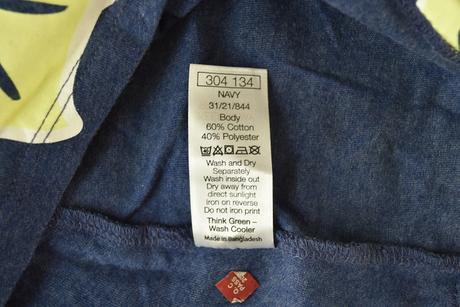 304 134
NAVY
31/21/844
Body
60% Cotton
40% Polyester
Wash and Dry
Separately
Wash inside out
Dry away from
direct sunlight
iron on reverse
Do not iron print
Think Green –
Wash Cooler
Made in Bangladesh
PASS